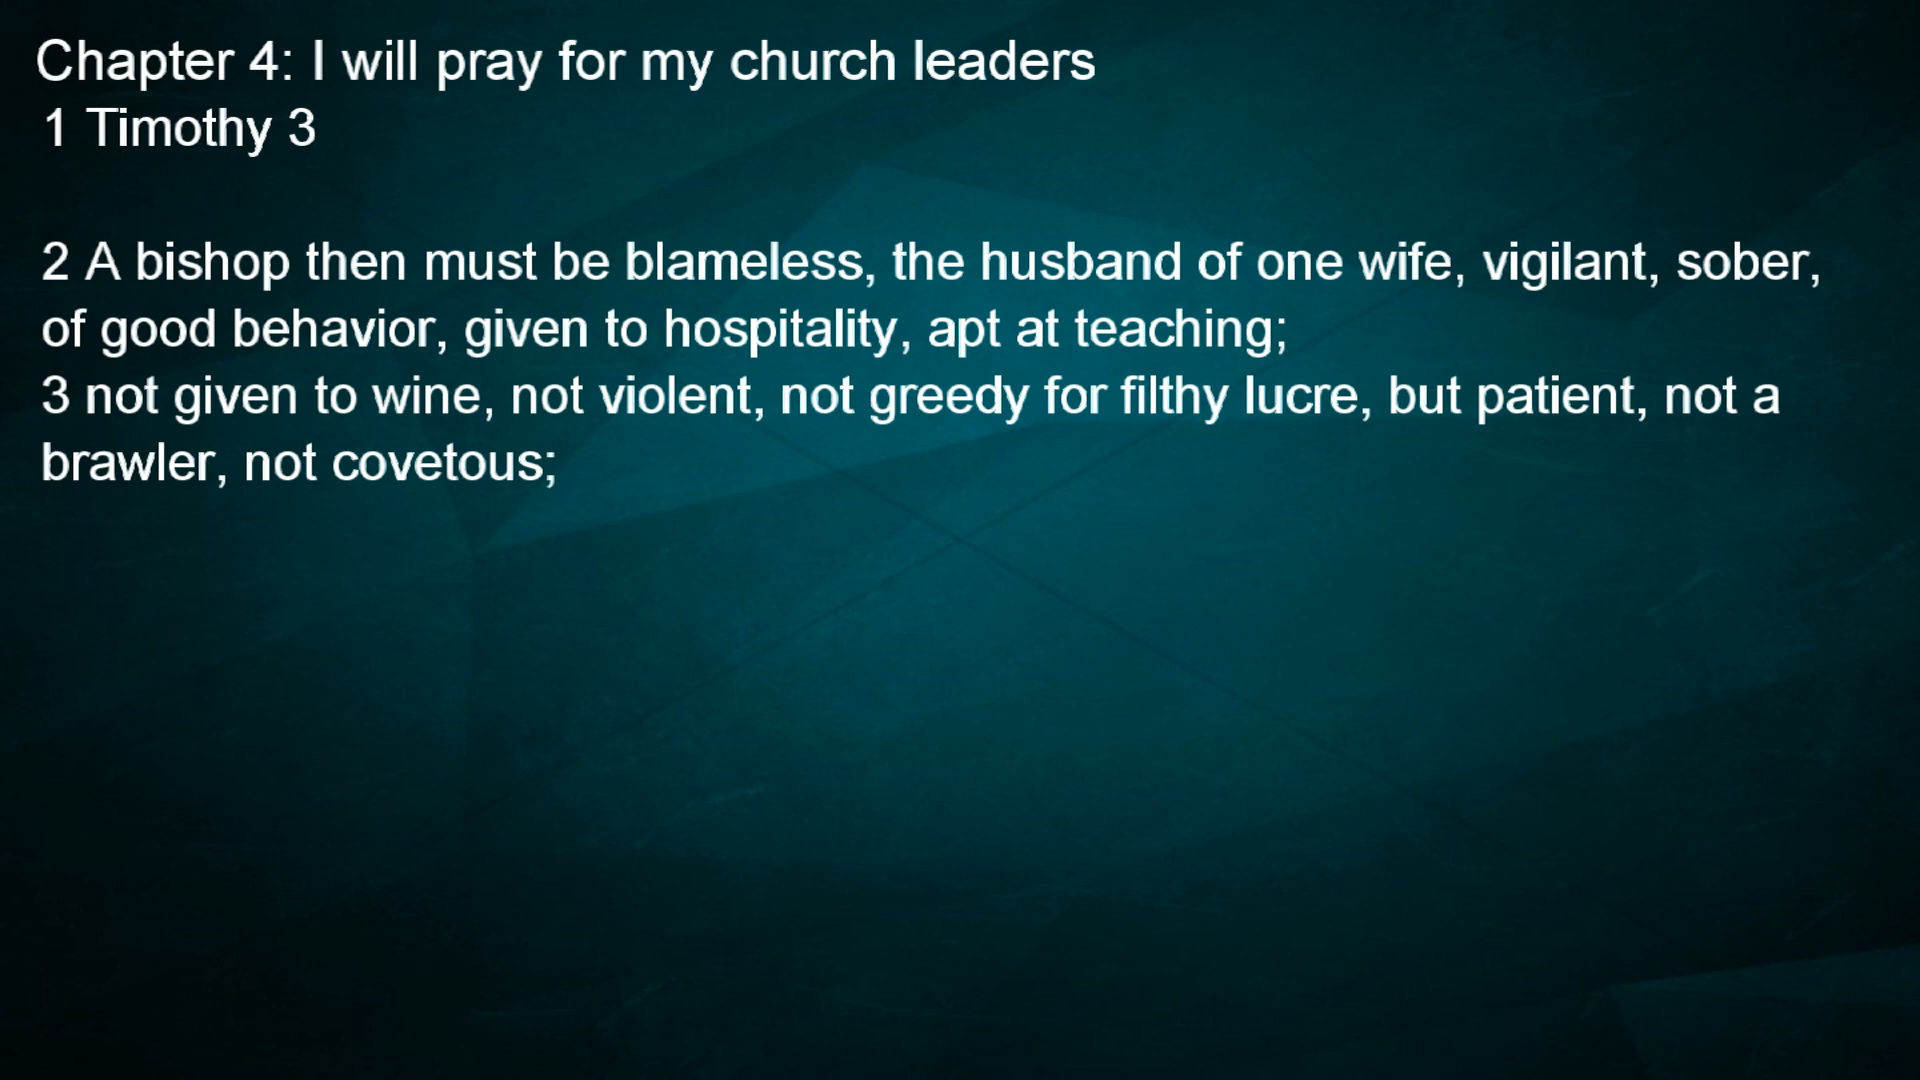 Chapter 4: I will pray for my church leaders
1 Timothy 3
2 A bishop then must be blameless, the husband of one wife, vigilant, sober,
of good behavior, given to hospitality, apt at teaching;
3 not given to wine, not violent, not greedy for filthy lucre, but patient, not a
brawler, not covetous;